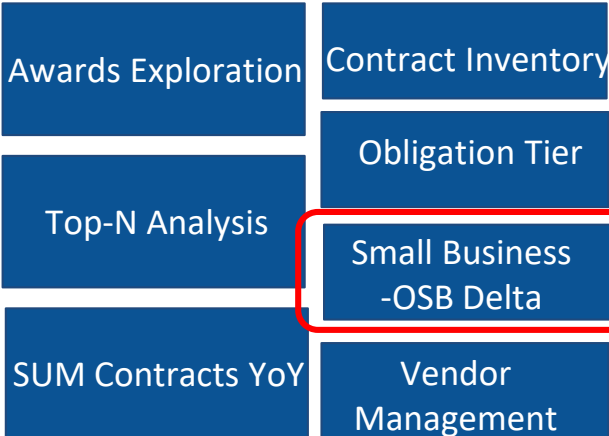 Awards Exploration
Top-N Analysis
SUM Contracts YoY
Contract Inventory
Obligation Tier
Small Business
-OSB Delta
Vendor
Management